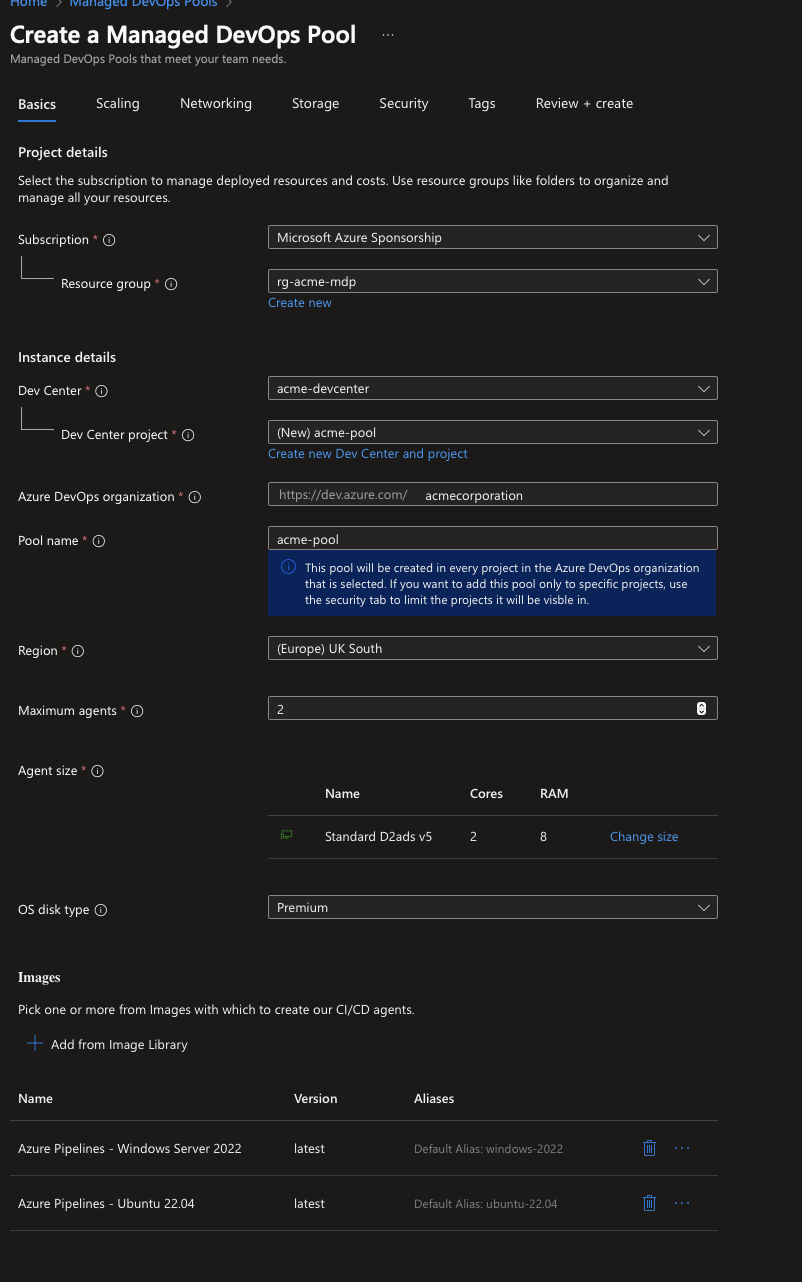 Home > Managed DevOps Pools >
Create a Managed DevOps Pool ...
Managed DevOps Pools that meet your team needs.
Basics Scaling Networking Storage Security Tags Review + create
Project details
Select the subscription to manage deployed resources and costs. Use resource groups like folders to organize and
manage all your resources.
Subscription * Microsoft Azure Sponsorship
Resource group * rg-acme-mdp
Create new
Instance details
Dev Center * acme-devcenter
Dev Center project * (New) acme-pool
Create new Dev Center and project
Azure DevOps organization * https://dev.azure.com/ acmecorporation
Pool name * acme-pool
This pool will be created in every project in the Azure DevOps organization
that is selected. If you want to add this pool only to specific projects, use
the security tab to limit the projects it will be visble in.
Region * (Europe) UK South
Maximum agents * 2
Agent size *
Name Cores RAM
Standard D2ads v5 2 8 Change size
OS disk type Premium
Images
Pick one or more from Images with which to create our CI/CD agents.
+ Add from Image Library
Name Version Aliases
Azure Pipelines - Windows Server 2022 latest Default Alias: windows-2022 ...
Azure Pipelines - Ubuntu 22.04 latest Default Alias: ubuntu-22.04 ...